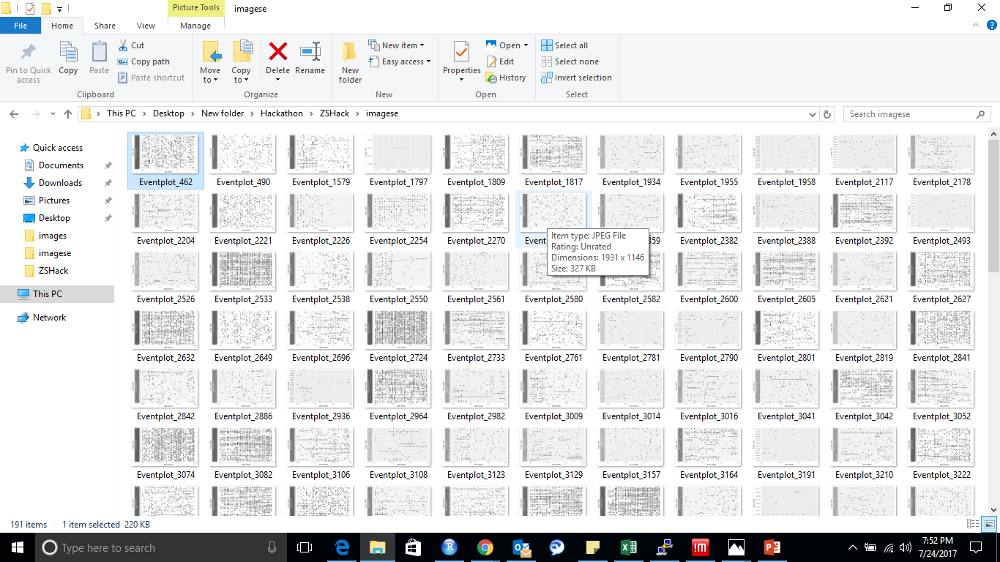 Picture Tools
imagese
File
Home
Share
View
Manage
Pin to Quick
access
Copy
Paste
Cut
Copy path
Paste shortcut
Clipboard
Move
to
Copy
to
Delete
Rename
Organize
New
folder
New item
Easy access
New
Properties
Open
Edit
History
Open
Select all
Select none
Invert selection
Select
This PC
Desktop
New folder
Hackathon
ZSHack
imagese
Search imagese
Quick access
Documents
Downloads
Pictures
Desktop
images
imagese
ZSHack
This PC
Network
Eventplot_462 Eventplot_490 Eventplot_1579 Eventplot_1797 Eventplot_1809 Eventplot_1817 Eventplot_1934 Eventplot_1955 Eventplot_1958 Eventplot_2117 Eventplot_2178
Eventplot_2204 Eventplot_2221 Eventplot_2226 Eventplot_2254 Eventplot_2270 Event 359 Eventplot_2382 Eventplot_2388 Eventplot_2392 Eventplot_2493
Item type: JPEG File
Rating: Unrated
Dimensions: 1931 x 1146
Size: 327 KB
Eventplot_2526 Eventplot_2533 Eventplot_2538 Eventplot_2550 Eventplot_2561 Eventplot_2580 Eventplot_2582 Eventplot_2600 Eventplot_2605 Eventplot_2621 Eventplot_2627
Eventplot_2632 Eventplot_2649 Eventplot_2696 Eventplot_2724 Eventplot_2733 Eventplot_2761 Eventplot_2781 Eventplot_2790 Eventplot_2801 Eventplot_2819 Eventplot_2841
Eventplot_2842 Eventplot_2886 Eventplot_2936 Eventplot_2964 Eventplot_2982 Eventplot_3009 Eventplot_3014 Eventplot_3016 Eventplot_3041 Eventplot_3042 Eventplot_3052
Eventplot_3074 Eventplot_3082 Eventplot_3106 Eventplot_3108 Eventplot_3123 Eventplot_3129 Eventplot_3157 Eventplot_3164 Eventplot_3191 Eventplot_3210 Eventplot_3222
191 items 1 item selected 220 KB
Type here to search
7:52 PM
7/24/2017